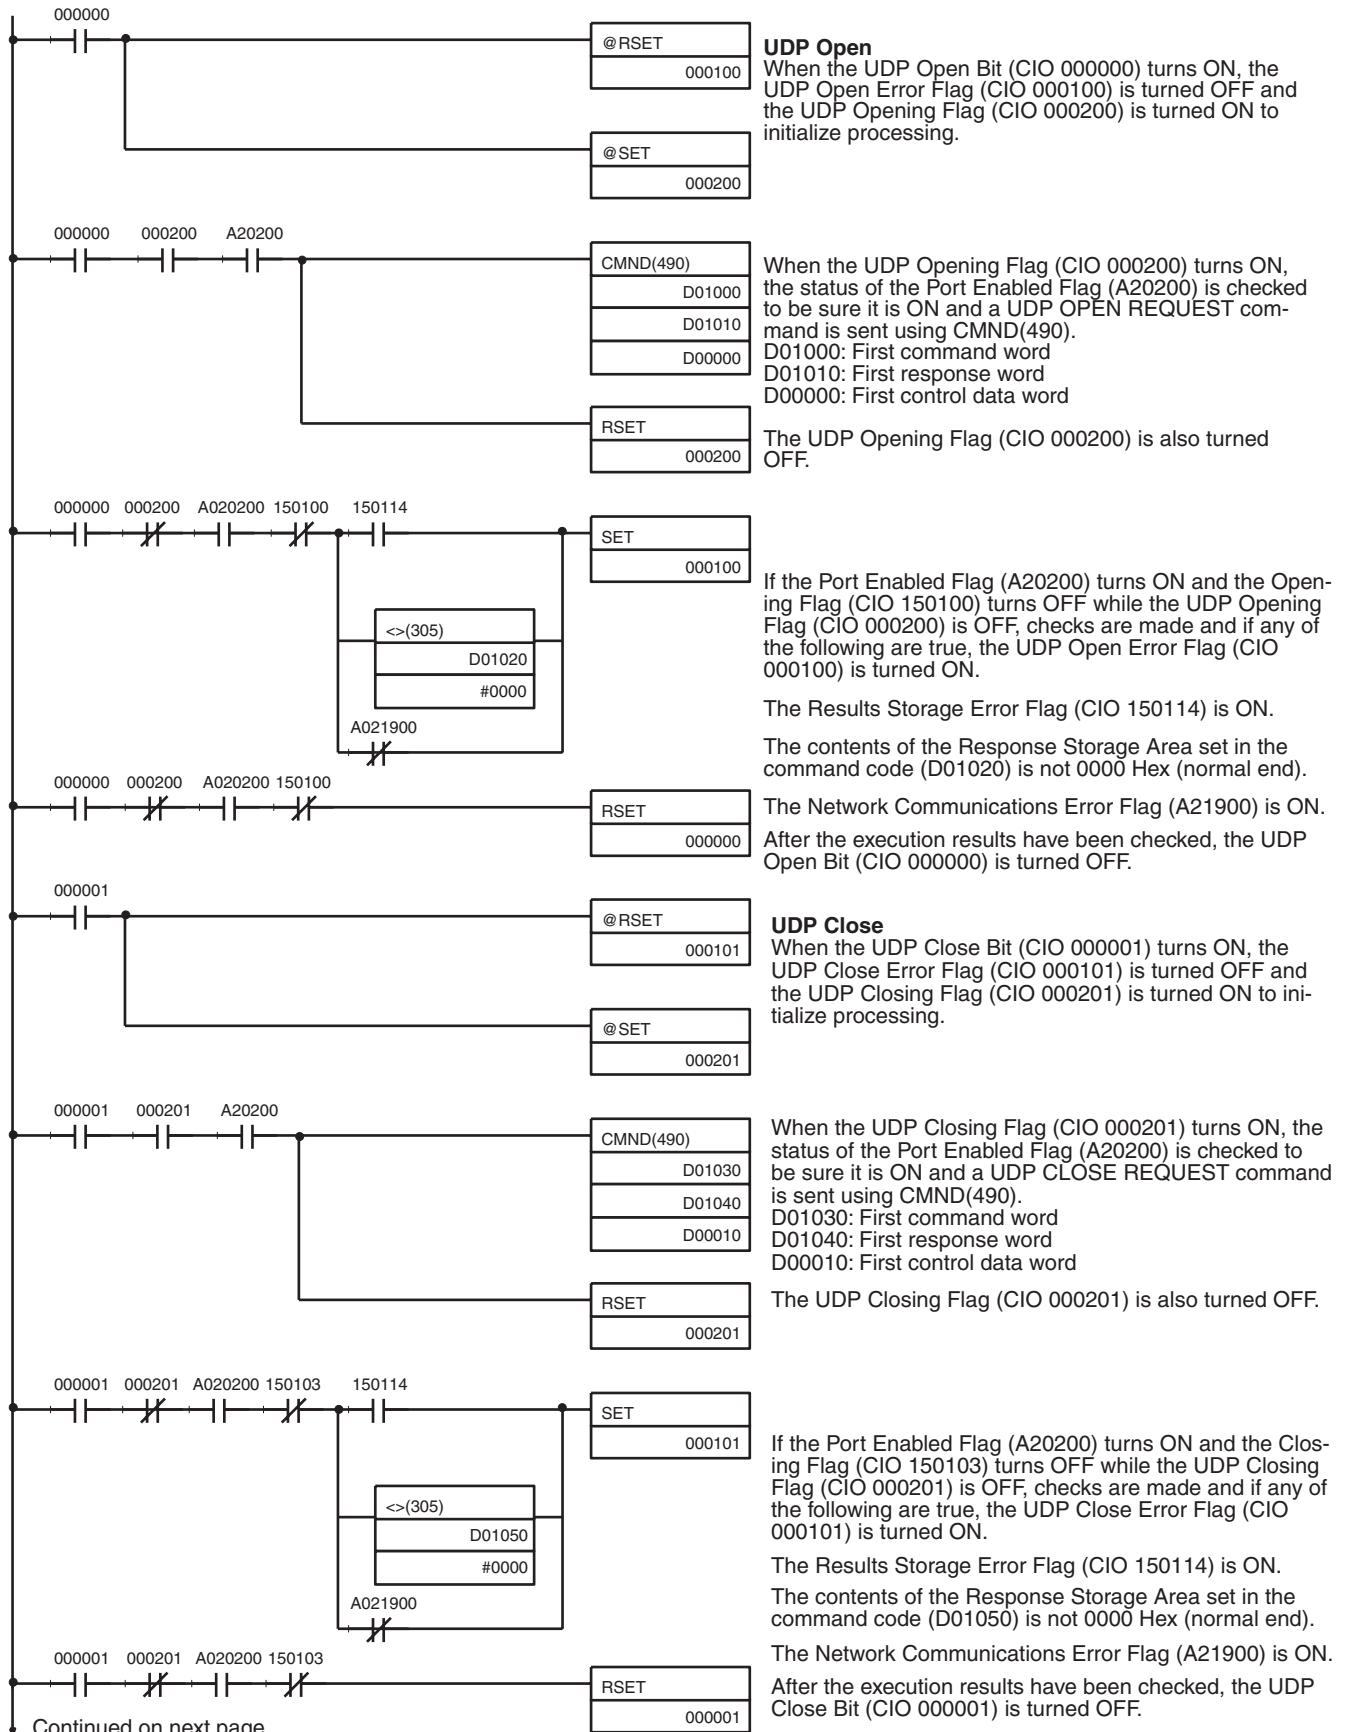 000000
@RSET
000100
UDP Open
When the UDP Open Bit (CIO 000000) turns ON, the
UDP Open Error Flag (CIO 000100) is turned OFF and
the UDP Opening Flag (CIO 000200) is turned ON to
initialize processing.
@SET
000200
000000 000200 A20200
CMND(490)
D01000
D01010
D00000
When the UDP Opening Flag (CIO 000200) turns ON,
the status of the Port Enabled Flag (A20200) is checked
to be sure it is ON and a UDP OPEN REQUEST com-
mand is sent using CMND(490).
D01000: First command word
D01010: First response word
D00000: First control data word
RSET
000200
The UDP Opening Flag (CIO 000200) is also turned
OFF.
000000 000200 A020200 150100 150114
SET
000100
<>(305)
D01020
#0000
A021900
If the Port Enabled Flag (A20200) turns ON and the Open-
ing Flag (CIO 150100) turns OFF while the UDP Opening
Flag (CIO 000200) is OFF, checks are made and if any of
the following are true, the UDP Open Error Flag (CIO
000100) is turned ON.
The Results Storage Error Flag (CIO 150114) is ON.
The contents of the Response Storage Area set in the
command code (D01020) is not 0000 Hex (normal end).
The Network Communications Error Flag (A21900) is ON.
000000 000200 A020200 150100
RSET
000000
After the execution results have been checked, the UDP
Open Bit (CIO 000000) is turned OFF.
000001
@RSET
000101
UDP Close
When the UDP Close Bit (CIO 000001) turns ON, the
UDP Close Error Flag (CIO 000101) is turned OFF and
the UDP Closing Flag (CIO 000201) is turned ON to ini-
tialize processing.
@SET
000201
000001 000201 A20200
CMND(490)
D01030
D01040
D00010
When the UDP Closing Flag (CIO 000201) turns ON, the
status of the Port Enabled Flag (A20200) is checked to
be sure it is ON and a UDP CLOSE REQUEST command
is sent using CMND(490).
D01030: First command word
D01040: First response word
D00010: First control data word
RSET
000201
The UDP Closing Flag (CIO 000201) is also turned OFF.
000001 000201 A020200 150103 150114
SET
000101
<>(305)
D01050
#0000
A021900
If the Port Enabled Flag (A20200) turns ON and the Clos-
ing Flag (CIO 150103) turns OFF while the UDP Closing
Flag (CIO 000201) is OFF, checks are made and if any of
the following are true, the UDP Close Error Flag (CIO
000101) is turned ON.
The Results Storage Error Flag (CIO 150114) is ON.
The contents of the Response Storage Area set in the
command code (D01050) is not 0000 Hex (normal end).
The Network Communications Error Flag (A21900) is ON.
000001 000201 A020200 150103
RSET
000001
After the execution results have been checked, the UDP
Close Bit (CIO 000001) is turned OFF.
Continued on next page